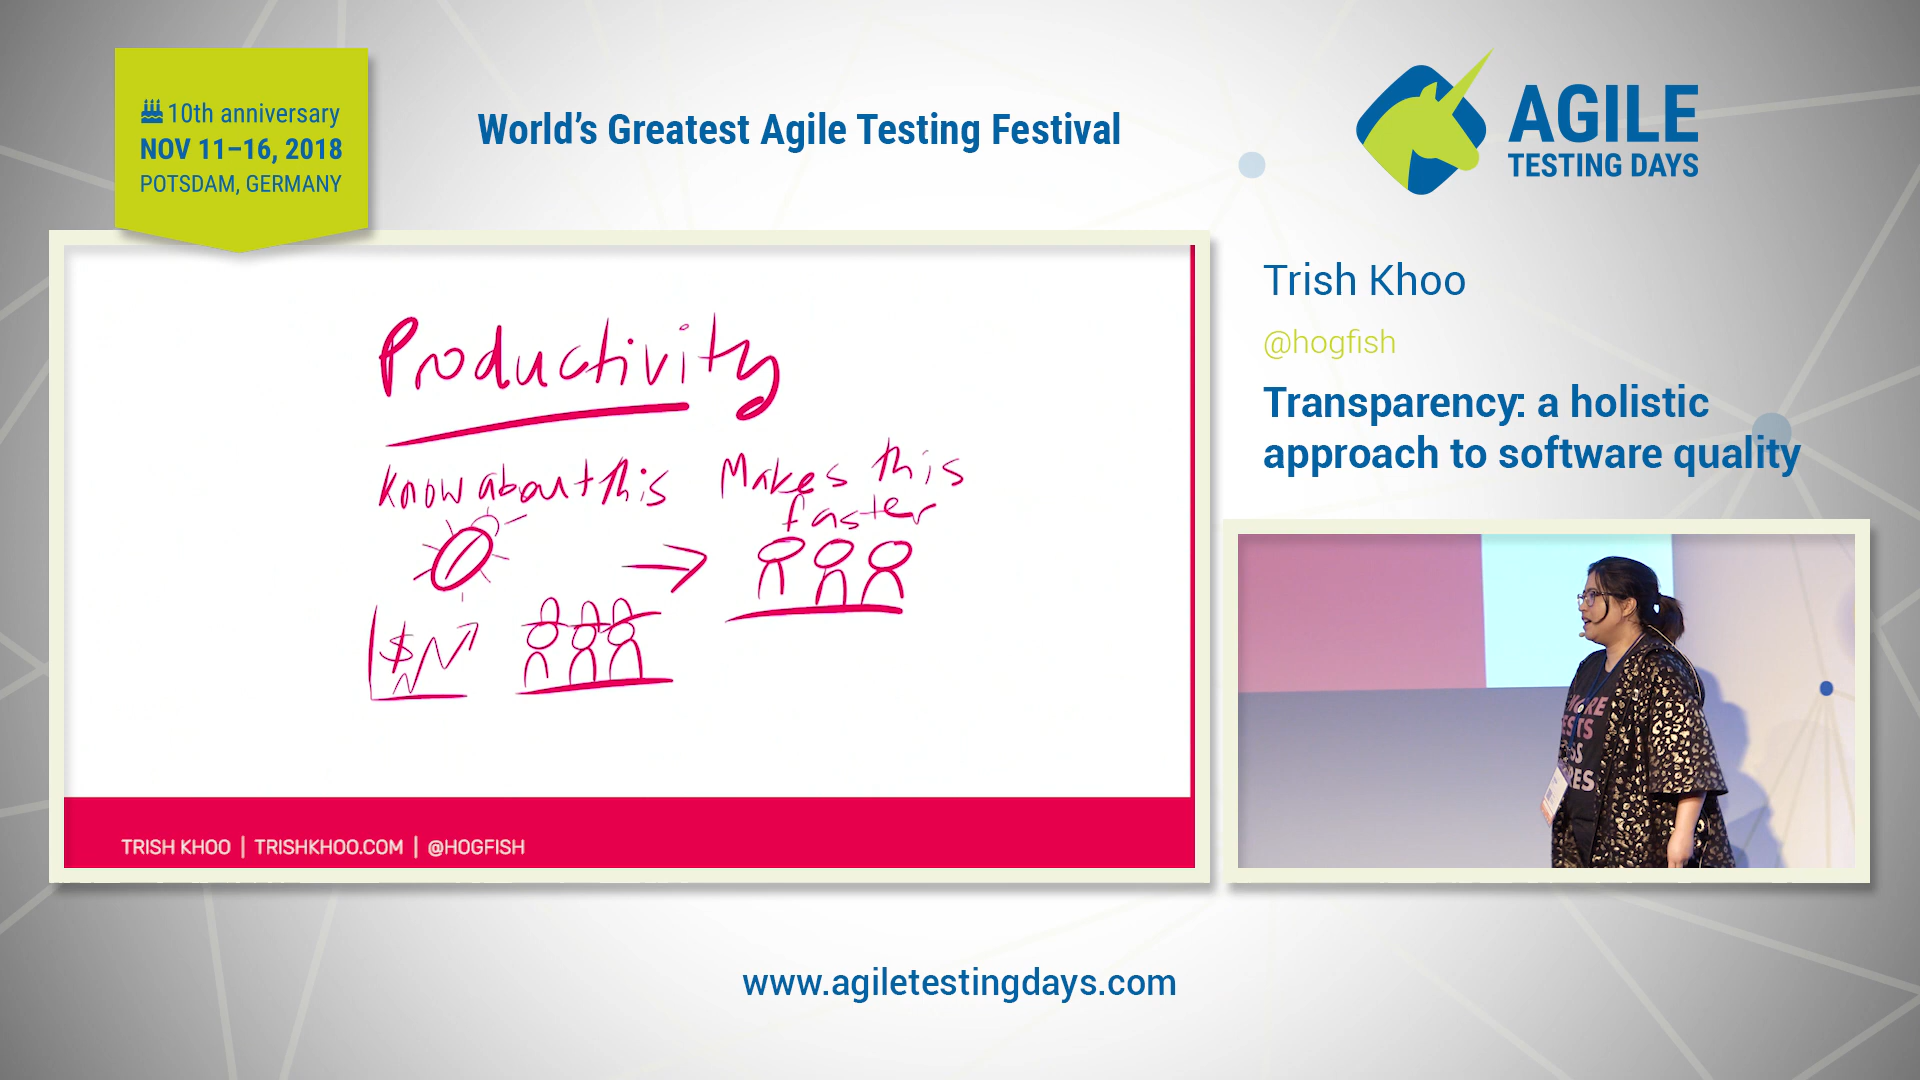 10th anniversary
NOV 11–16, 2018
POTSDAM, GERMANY
World's Greatest Agile Testing Festival
AGILE
TESTING DAYS
Productivity
Know about this
Makes this
faster
$
TRISH KHOO | TRISHKHOO.COM | @HOGFISH
Trish Khoo
@hogfish
Transparency: a holistic
approach to software quality
www.agiletestingdays.com